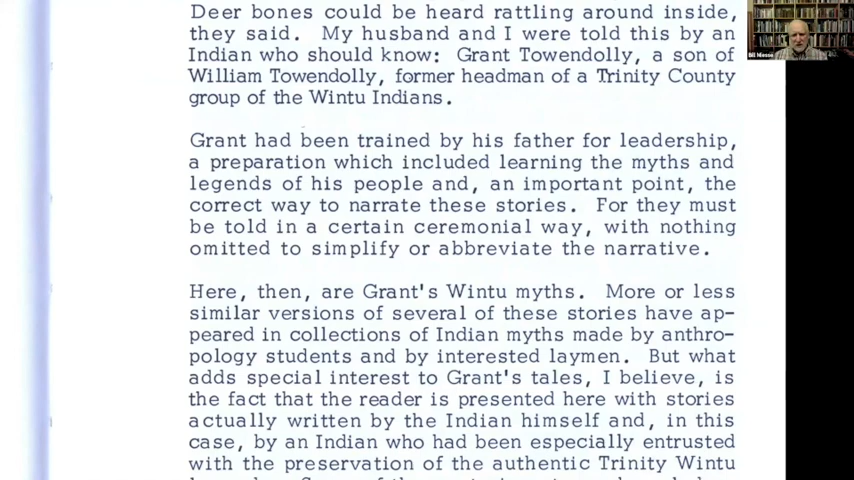 Deer bones could be heard rattling around inside,
they said. My husband and I were told this by an
Indian who should know: Grant Towendolly, a son of
William Towendolly, former headman of a Trinity County
group of the Wintu Indians.
Grant had been trained by his father for leadership,
a preparation which included learning the myths and
legends of his people and, an important point, the
correct way to narrate these stories. For they must
be told in a certain ceremonial way, with nothing
omitted to simplify or abbreviate the narrative.
Here, then, are Grant's Wintu myths. More or less
similar versions of several of these stories have ap-
peared in collections of Indian myths made by anthro-
pology students and by interested laymen. But what
adds special interest to Grant's tales, I believe, is
the fact that the reader is presented here with stories
actually written by the Indian himself and, in this
case, by an Indian who had been especially entrusted
with the preservation of the authentic Trinity Wintu
Bill Miesse